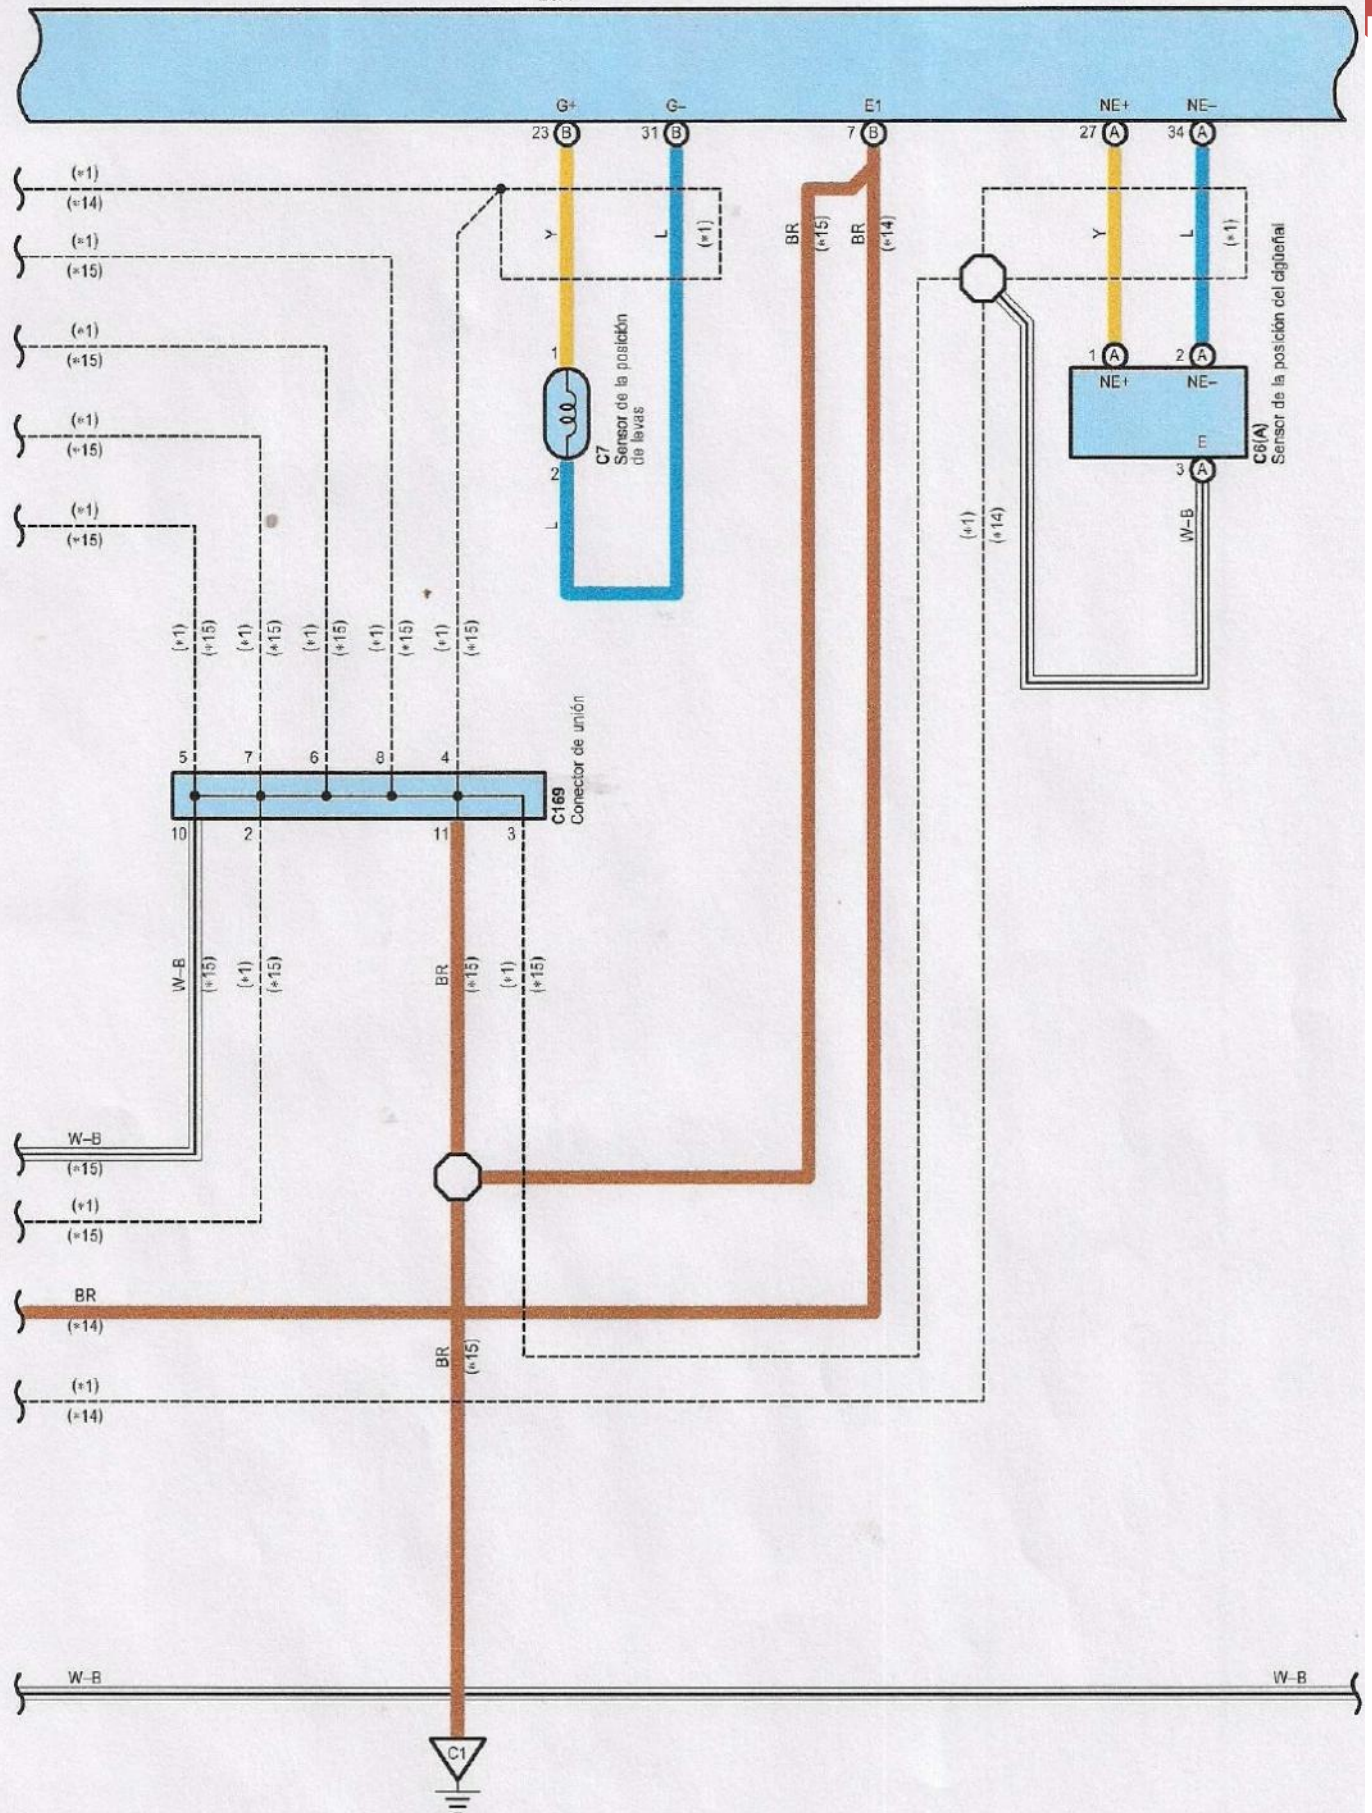 G+ G– E1 NE+ NE–
23 B 31 B 7 B 27 A 34 A
(*1)
(*14)
(*1)
(*15)
(*1)
(*15)
(*1)
(*15)
(*1)
(*15)
Y
L
(*1)
BR
(*15)
BR
(*14)
Y
L
(*1)
1
2
L
C7
Sensor de la posición
de levas
1 A 2 A
NE+ NE–
E
3 A
C6(A)
Sensor de la posición del cigüeñal
W–B
(*1)
(*14)
(*1)
(*15)
(*1)
(*15)
(*1)
(*15)
(*1)
(*15)
(*1)
(*15)
5 7 6 8 4
C169
Conector de unión
10 2 11 3
W–B
(*15)
(*1)
(*15)
BR
(*15)
(*1)
(*15)
W–B
(*15)
(*1)
(*15)
BR
(*14)
BR
(*15)
(*1)
(*14)
W–B W–B
C1